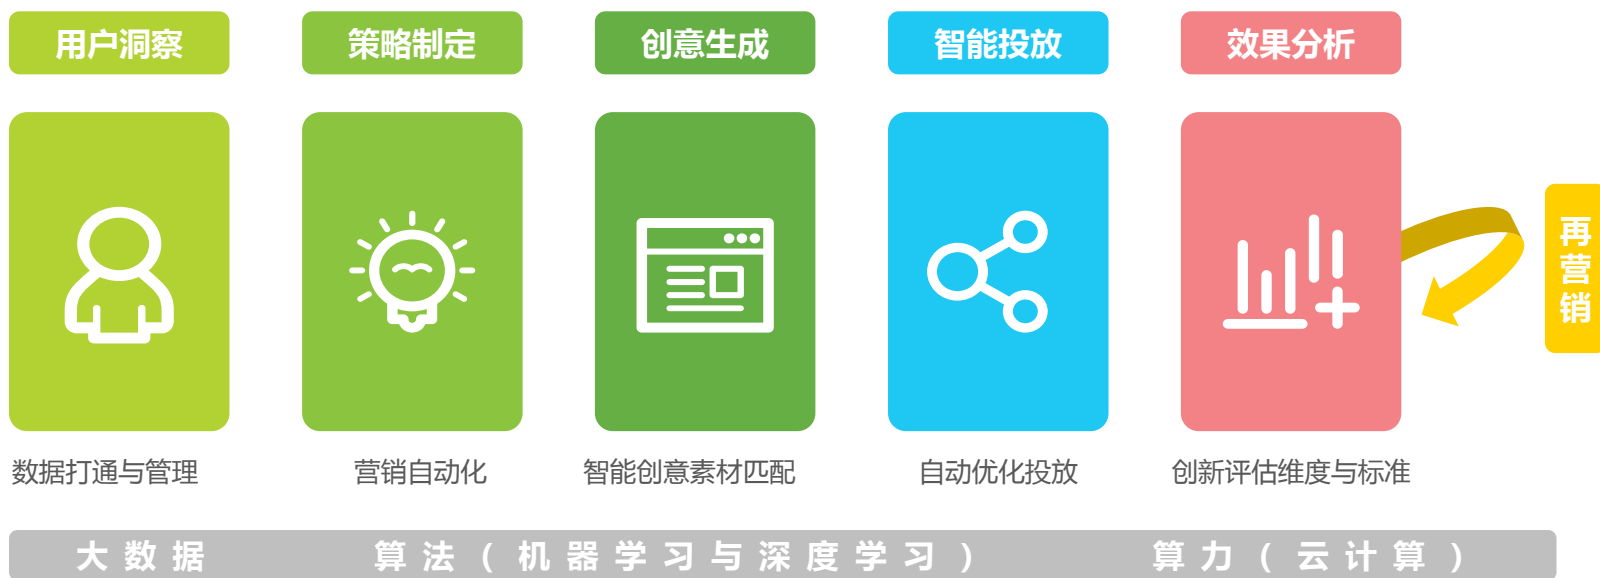 用户洞察
策略制定
创意生成
智能投放
效果分析
再营销
数据打通与管理
营销自动化
智能创意素材匹配
自动优化投放
创新评估维度与标准
大数据
算法(机器学习与深度学习)
算力(云计算)